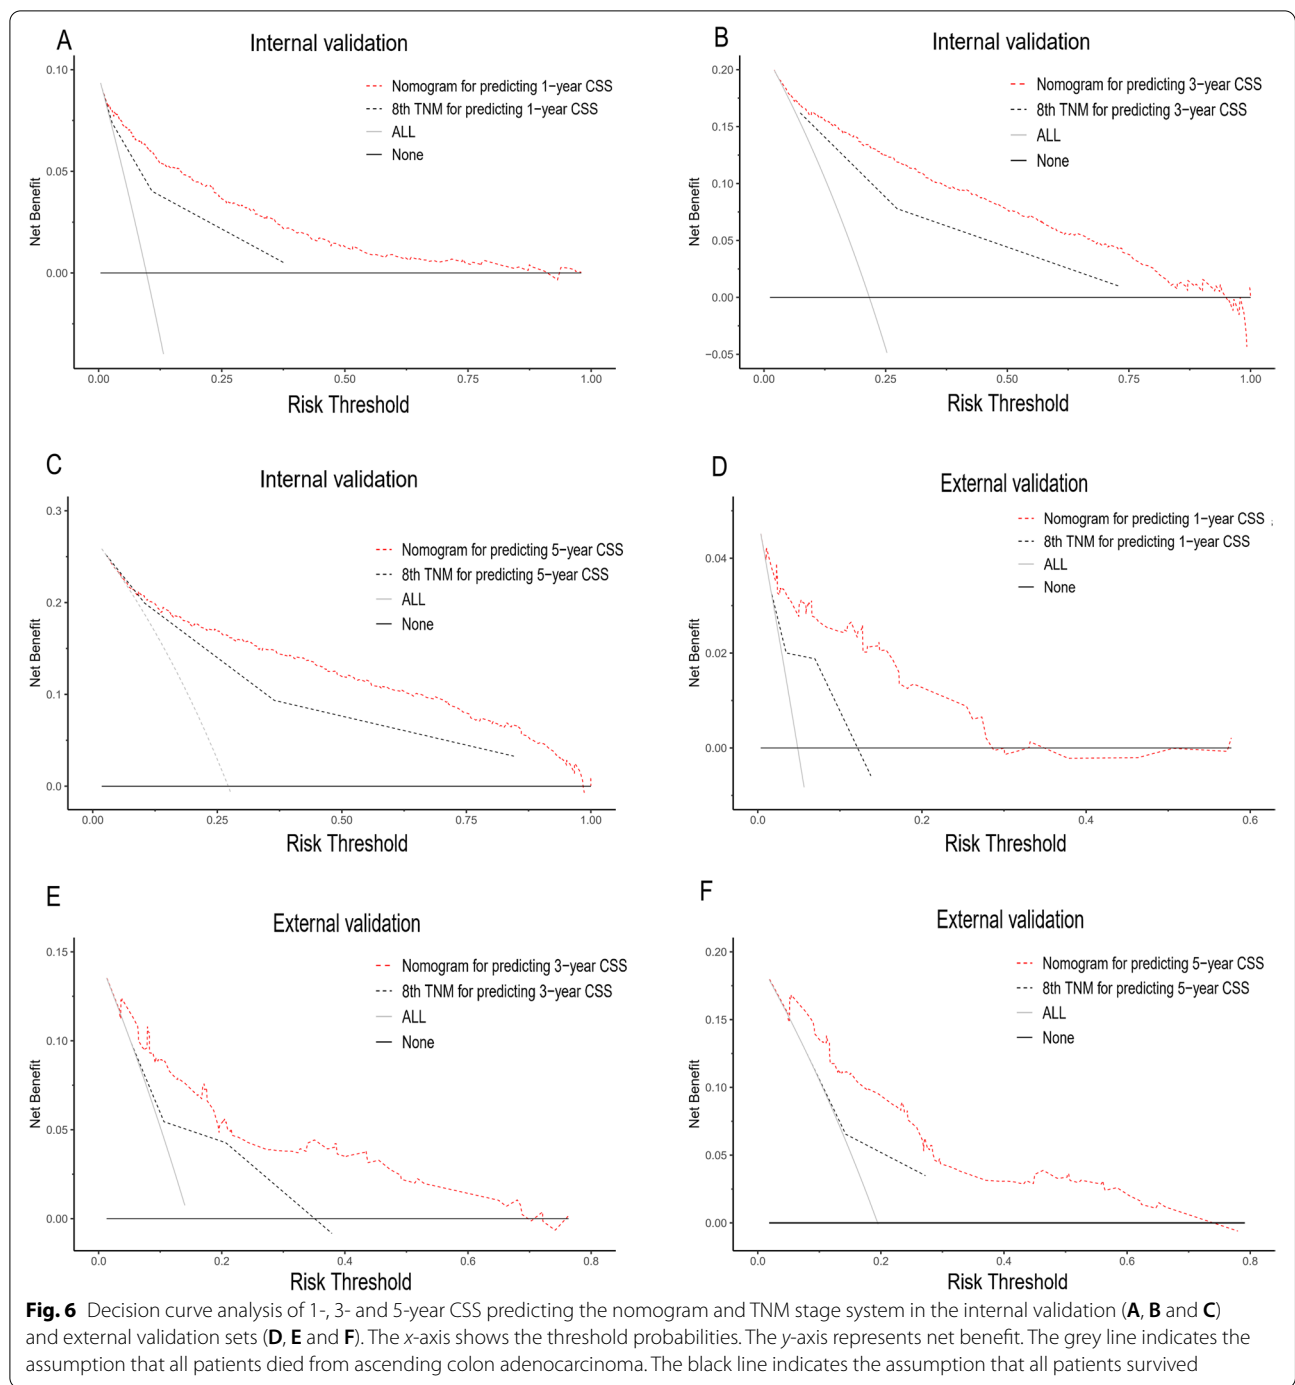 A
Internal validation
Nomogram for predicting 1−year CSS
8th TNM for predicting 1−year CSS
ALL
None
0.10
0.05
0.00
Net Benefit
0.00 0.25 0.50 0.75 1.00
Risk Threshold
B
Internal validation
Nomogram for predicting 3−year CSS
8th TNM for predicting 3−year CSS
ALL
None
0.20
0.15
0.10
0.05
0.00
−0.05
Net Benefit
0.00 0.25 0.50 0.75 1.00
Risk Threshold
C
Internal validation
Nomogram for predicting 5−year CSS
8th TNM for predicting 5−year CSS
ALL
None
0.3
0.2
0.1
0.0
Net Benefit
0.00 0.25 0.50 0.75 1.00
Risk Threshold
D
External validation
Nomogram for predicting 1−year CSS
8th TNM for predicting 1−year CSS
ALL
None
0.04
0.02
0.00
Net Benefit
0.0 0.2 0.4 0.6
Risk Threshold
E
External validation
Nomogram for predicting 3−year CSS
8th TNM for predicting 3−year CSS
ALL
None
0.15
0.10
0.05
0.00
Net Benefit
0.0 0.2 0.4 0.6 0.8
Risk Threshold
F
External validation
Nomogram for predicting 5−year CSS
8th TNM for predicting 5−year CSS
ALL
None
0.20
0.15
0.10
0.05
0.00
Net Benefit
0.0 0.2 0.4 0.6 0.8
Risk Threshold
Fig. 6 Decision curve analysis of 1-, 3- and 5-year CSS predicting the nomogram and TNM stage system in the internal validation (A, B and C)
and external validation sets (D, E and F). The x-axis shows the threshold probabilities. The y-axis represents net benefit. The grey line indicates the
assumption that all patients died from ascending colon adenocarcinoma. The black line indicates the assumption that all patients survived